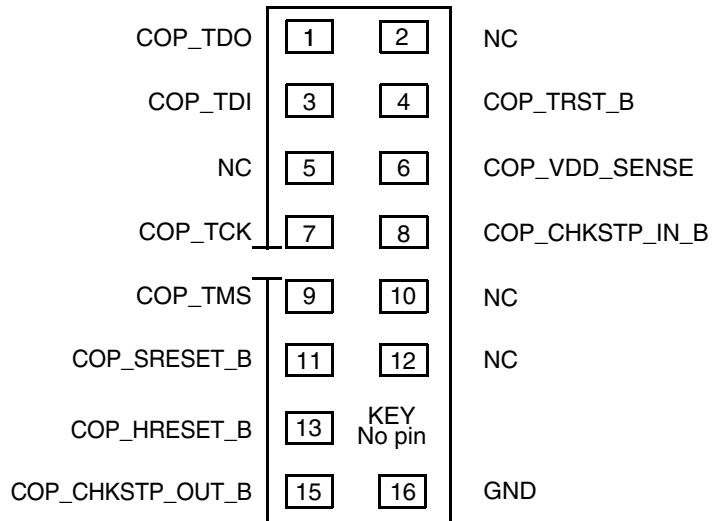 COP_TDO 1 2 NC
COP_TDI 3 4 COP_TRST_B
NC 5 6 COP_VDD_SENSE
COP_TCK 7 8 COP_CHKSTP_IN_B
COP_TMS 9 10 NC
COP_SRESET_B 11 12 NC
COP_HRESET_B 13 KEY
No pin
COP_CHKSTP_OUT_B 15 16 GND